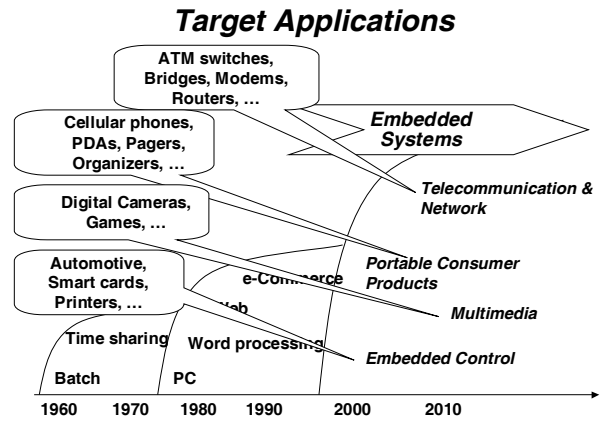 Target Applications
ATM switches,
Bridges, Modems,
Routers, …
Embedded
Systems
Cellular phones,
PDAs, Pagers,
Organizers, …
Telecommunication &
Network
Digital Cameras,
Games, …
Portable Consumer
Products
Automotive,
Smart cards,
Printers, …
e-Commerce
Web
Multimedia
Time sharing
Word processing
Embedded Control
Batch
PC
1960 1970 1980 1990 2000 2010